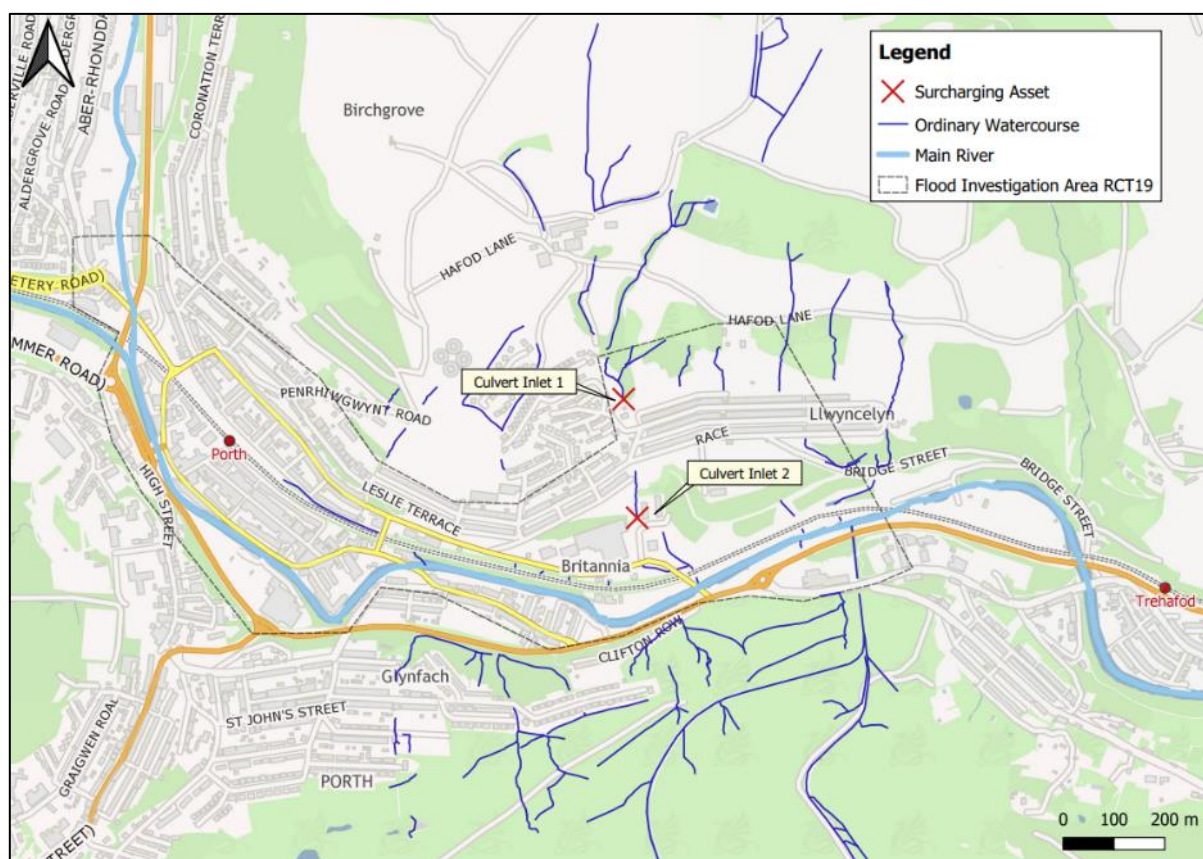 Legend
Surcharging Asset
Ordinary Watercourse
Main River
Flood Investigation Area RCT19
ALDERGROVE ROAD
ABER-RHONDDA
CORONATION TERR
Birchgrove
HAFOD LANE
HAFOD LANE
ETERY ROAD)
MMER ROAD)
PENRHIWGWYNT ROAD
Culvert Inlet 1
Llwyncelyn
RACE
Porth
HIGH STREET
LESLIE TERRACE
Culvert Inlet 2
BRIDGE STREET
BRIDGE STREET
Britannia
Trehafod
CLIFTON ROW
Glynfach
ST JOHN'S STREET
GRAIGWEN ROAD
PORTH
STREET)
0 100 200 m